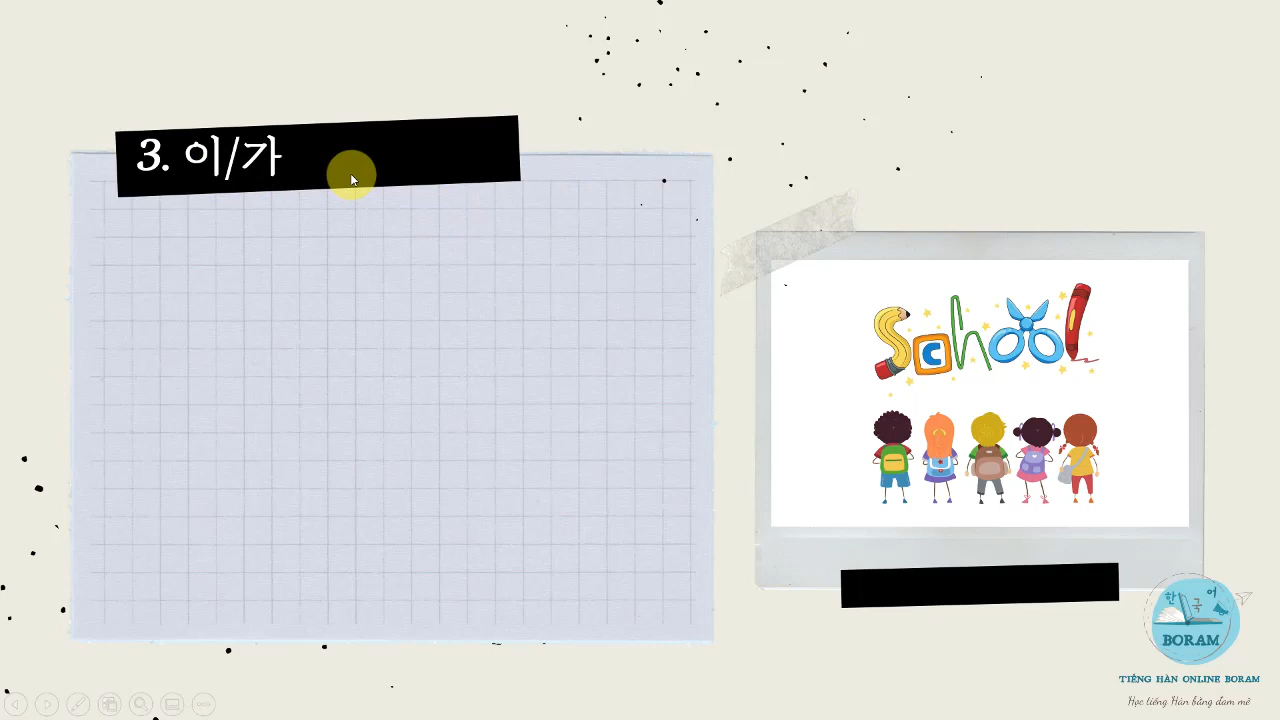 3. 이/가
School
한국어
BORAM
TIẾNG HÀN ONLINE BORAM
Học tiếng Hàn bằng đam mê